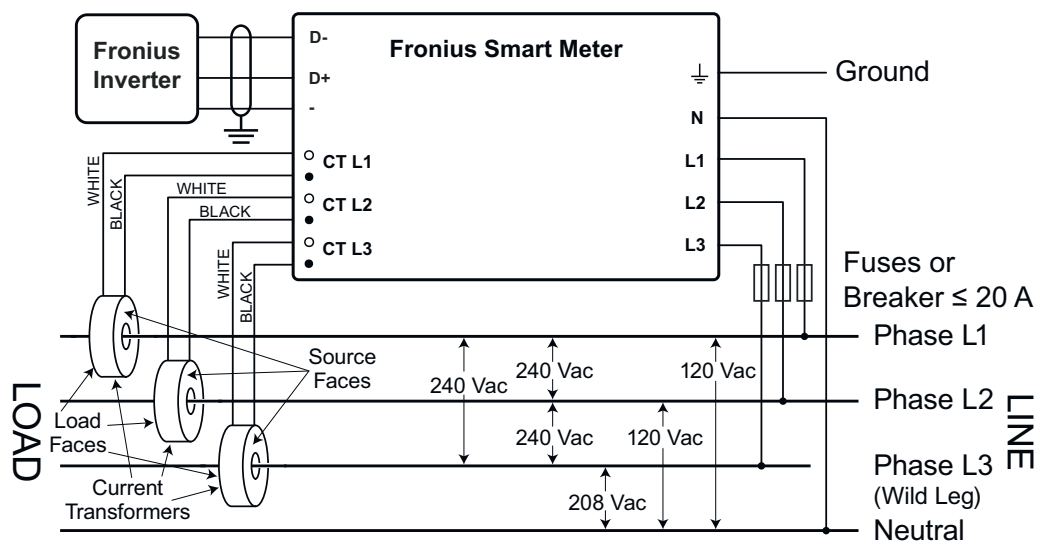 Fronius
Inverter
D-
D+
-
Fronius Smart Meter
Ground
N
L1
L2
L3
CT L1
CT L2
CT L3
WHITE
BLACK
WHITE
BLACK
WHITE
BLACK
Fuses or
Breaker ≤ 20 A
Phase L1
Source
Faces
240 Vac
240 Vac
120 Vac
LOAD
Load
Faces
Phase L2
LINE
240 Vac
120 Vac
Phase L3
(Wild Leg)
Current
Transformers
208 Vac
Neutral